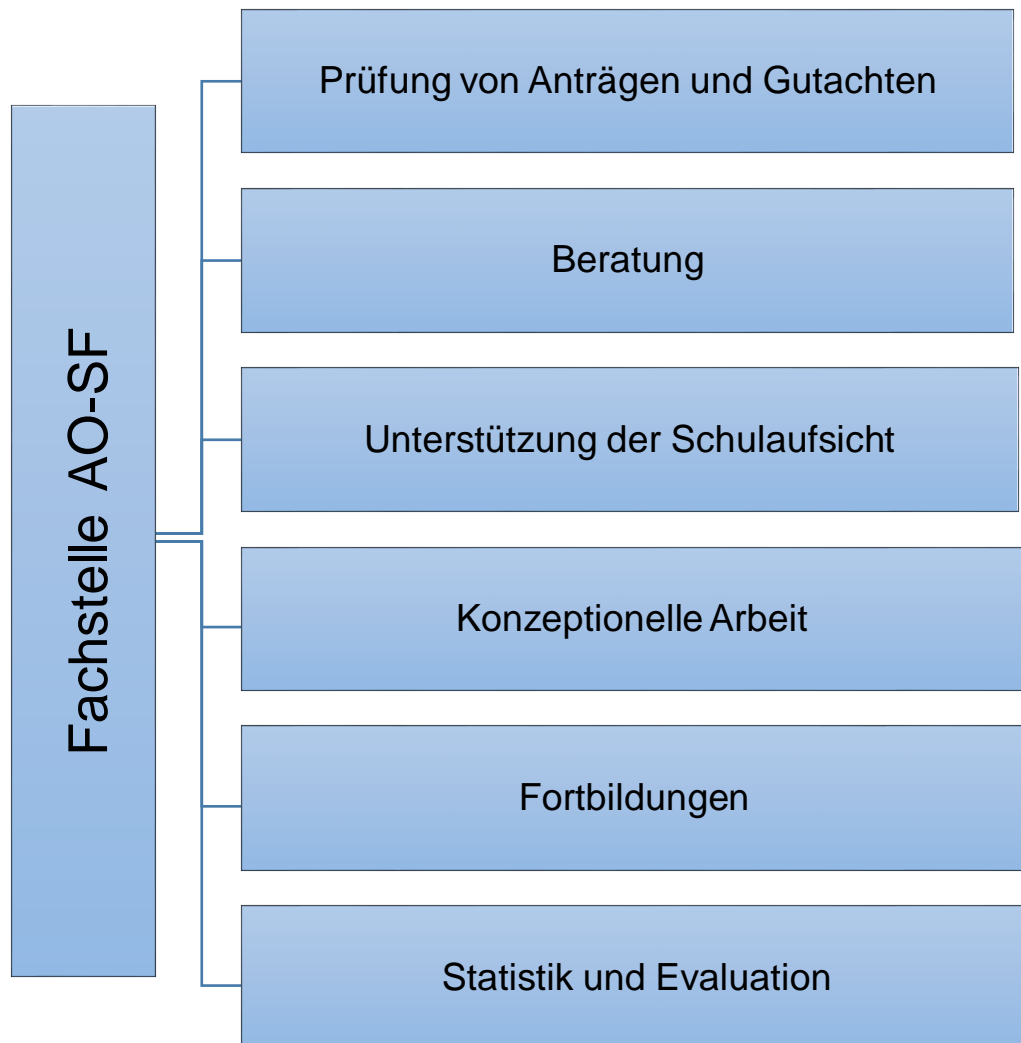 Fachstelle AO-SF
Prüfung von Anträgen und Gutachten
Beratung
Unterstützung der Schulaufsicht
Konzeptionelle Arbeit
Fortbildungen
Statistik und Evaluation